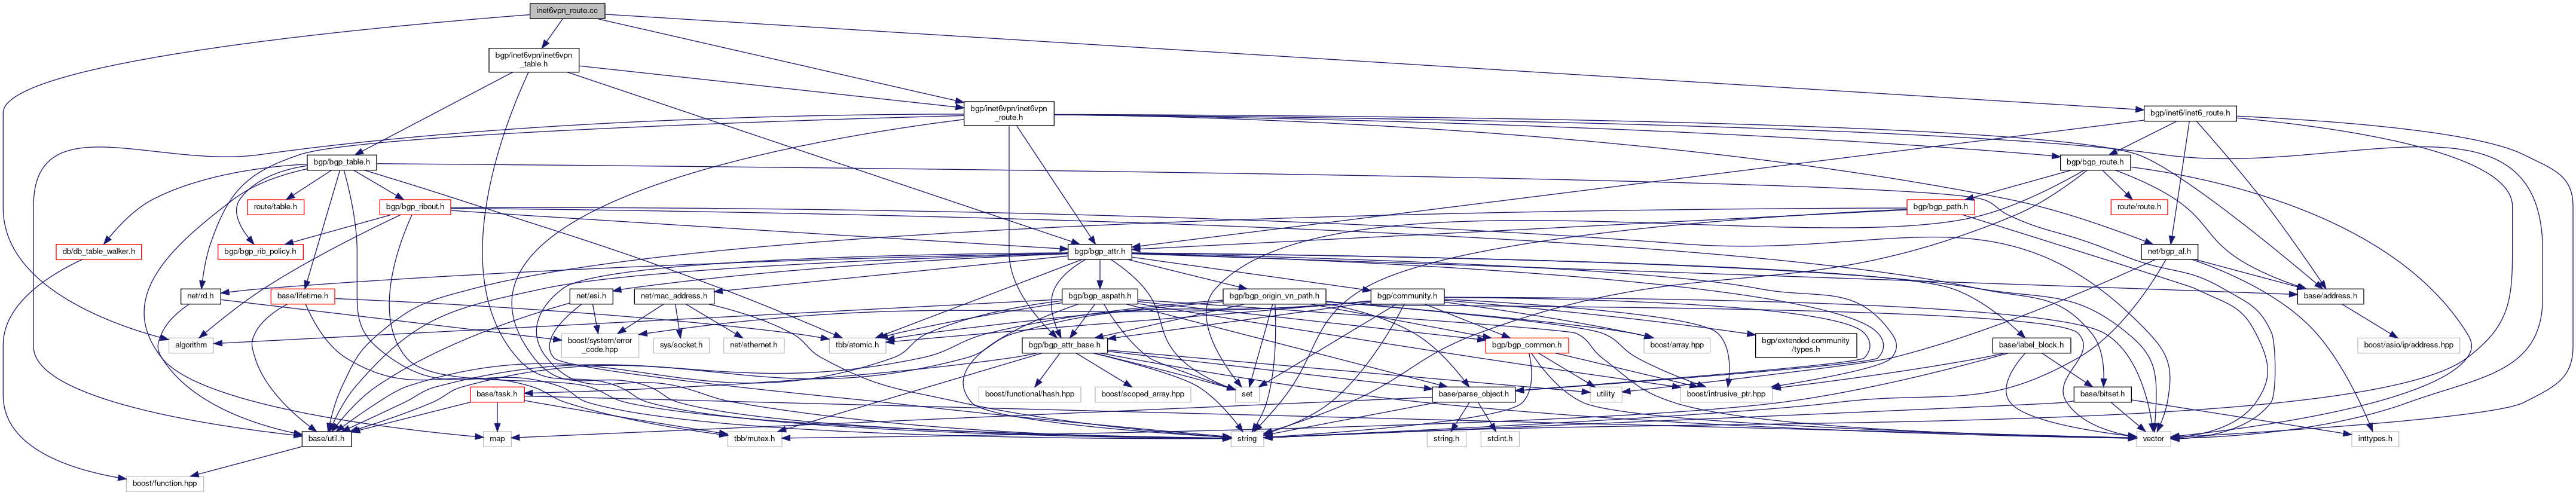 inet6vpn_route.cc
bgp/inet6vpn/inet6vpn
_table.h
bgp/inet6vpn/inet6vpn
_route.h
bgp/inet6/inet6_route.h
bgp/bgp_table.h
bgp/bgp_route.h
route/table.h
bgp/bgp_ribout.h
bgp/bgp_path.h
route/route.h
db/db_table_walker.h
bgp/bgp_rib_policy.h
bgp/bgp_attr.h
net/bgp_af.h
net/rd.h
base/lifetime.h
net/esi.h
net/mac_address.h
bgp/bgp_aspath.h
bgp/bgp_origin_vn_path.h
bgp/community.h
base/address.h
algorithm
boost/system/error
_code.hpp
sys/socket.h
net/ethernet.h
tbb/atomic.h
bgp/bgp_attr_base.h
bgp/bgp_common.h
boost/array.hpp
bgp/extended-community
/types.h
base/label_block.h
boost/asio/ip/address.hpp
base/task.h
boost/functional/hash.hpp
boost/scoped_array.hpp
set
base/parse_object.h
utility
boost/intrusive_ptr.hpp
base/bitset.h
base/util.h
map
tbb/mutex.h
string
string.h
stdint.h
vector
inttypes.h
boost/function.hpp